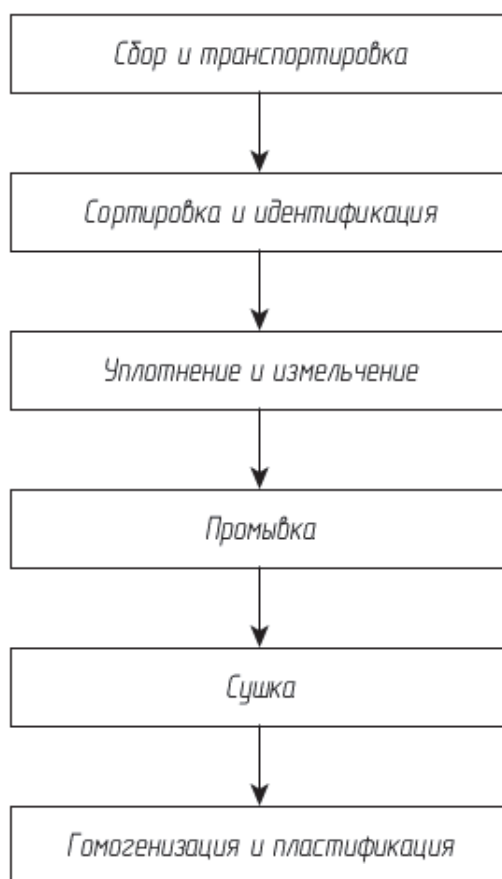 Сбор и транспортировка
Сортировка и идентификация
Уплотнение и измельчение
Промывка
Сушка
Гомогенизация и пластификация